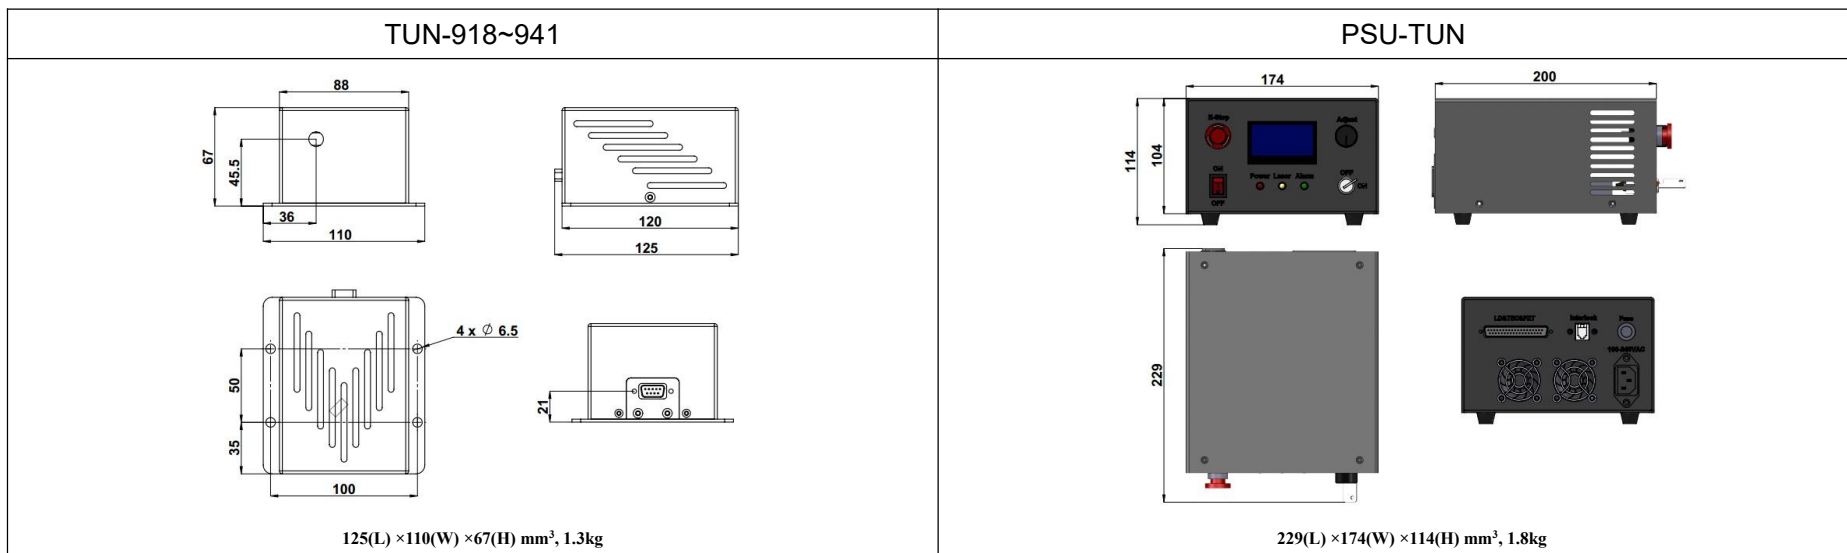 TUN-918~941
PSU-TUN
88
67
45.5
36
110
120
125
4 x ∅ 6.5
50
35
100
21
125(L) ×110(W) ×67(H) mm³, 1.3kg
174
114
104
E-Stop
Adjust
ON
OFF
Power Laser Alarm
OFF
ON
200
229
Interlock
Fuse
229(L) ×174(W) ×114(H) mm³, 1.8kg